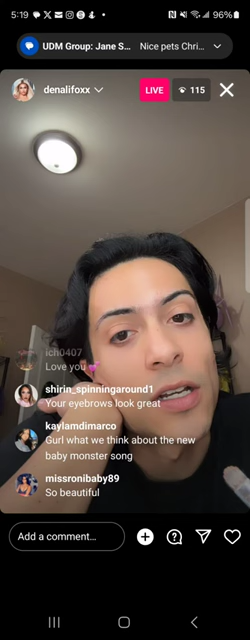 5:19
96%
UDM Group: Jane S... Nice pets Chri...
denalifoxx
LIVE
115
ich0407
Love you💕
shirin_spinningaround1
Your eyebrows look great
kaylamdimarco
Gurl what we think about the new
baby monster song
missronibaby89
So beautiful
Add a comment...